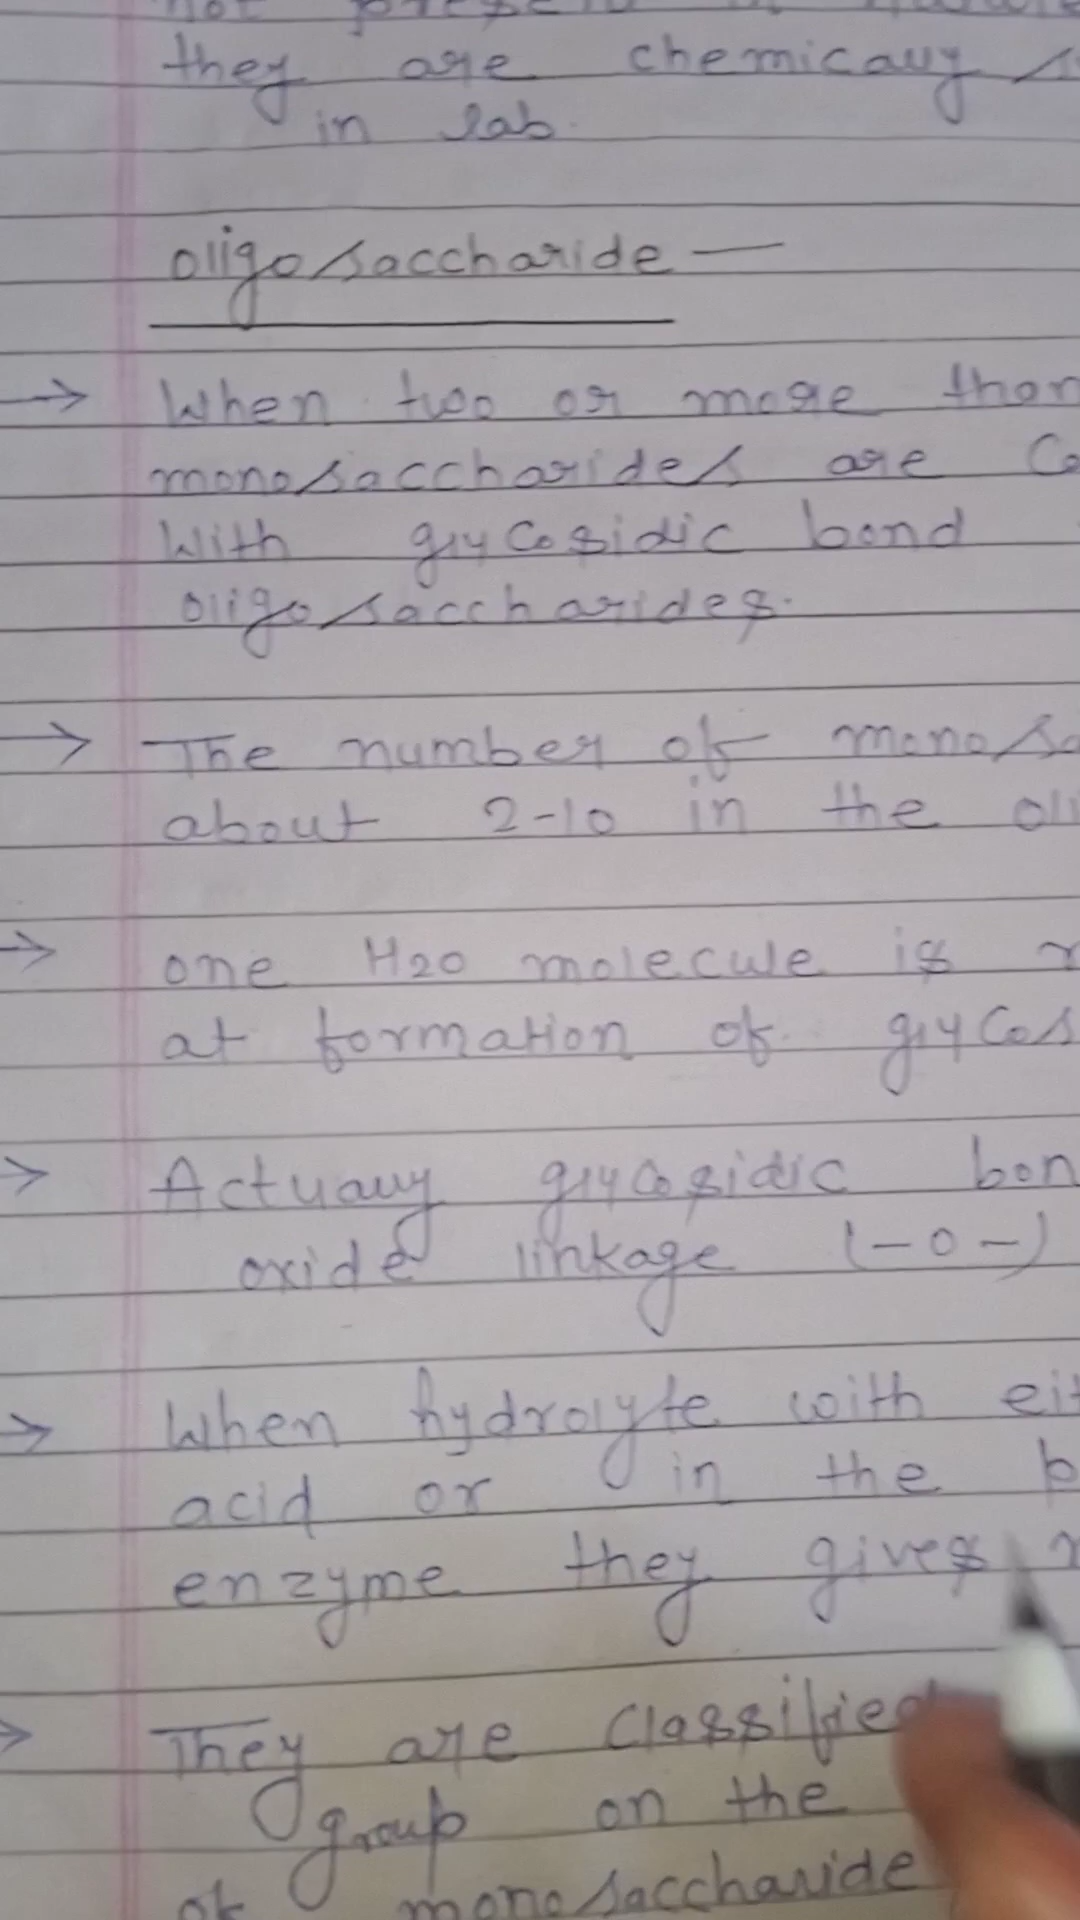 they are chemically
in lab.
oligosaccharide —
→ When two or more than
monosaccharides are
With glycosidic bond
oligosaccharides.
→ The number of
about 2-10 in the
→ one H2O molecule is
at formation of
→ Actually glycosidic
oxide linkage (-o-)
→ When hydrolyte with
acid or in the
enzyme they gives
→ They are classified
group on the
of monosaccharide